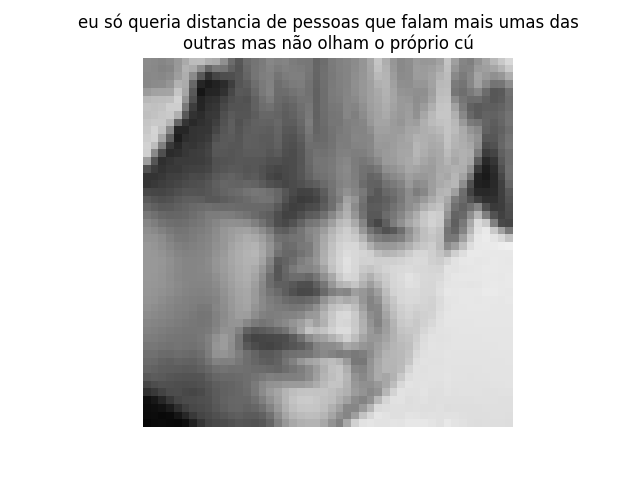 eu só queria distancia de pessoas que falam mais umas das
outras mas não olham o próprio cú